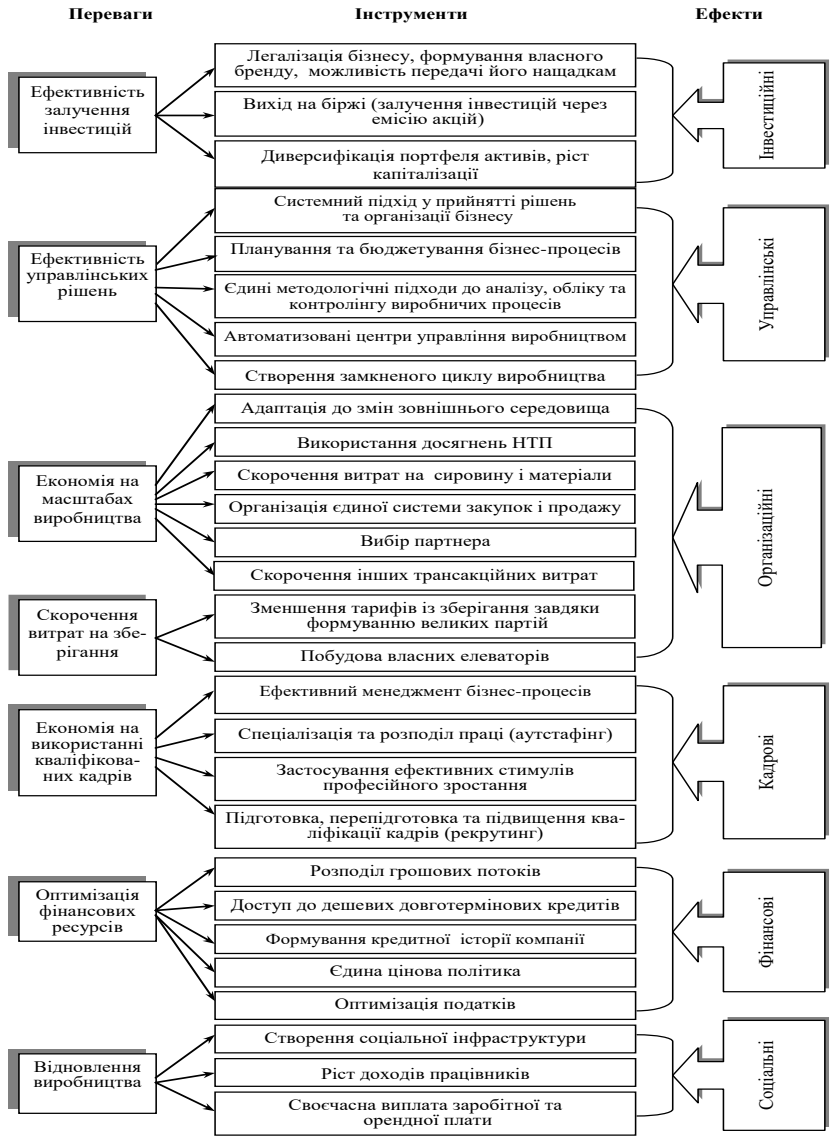 Переваги
Інструменти
Ефекти
Ефективність
залучення
інвестицій
Легалізація бізнесу, формування власного
бренду, можливість передачі його нащадкам
Вихід на біржі (залучення інвестицій через
емісію акцій)
Диверсифікація портфеля активів, ріст
капіталізації
Інвестиційні
Ефективність
управлінських
рішень
Системний підхід у прийнятті рішень
та організації бізнесу
Планування та бюджетування бізнес-процесів
Єдині методологічні підходи до аналізу, обліку та
контролінгу виробничих процесів
Автоматизовані центри управління виробництвом
Створення замкненого циклу виробництва
Управлінські
Економія на
масштабах
виробництва
Адаптація до змін зовнішнього середовища
Використання досягнень НТП
Скорочення витрат на сировину і матеріали
Організація єдиної системи закупок і продажу
Вибір партнера
Скорочення інших трансакційних витрат
Скорочення
витрат на збе-
рігання
Зменшення тарифів із зберігання завдяки
формуванню великих партій
Побудова власних елеваторів
Організаційні
Економія на
використанні
кваліфікова-
них кадрів
Ефективний менеджмент бізнес-процесів
Спеціалізація та розподіл праці (аутстафінг)
Застосування ефективних стимулів
професійного зростання
Підготовка, перепідготовка та підвищення ква-
ліфікації кадрів (рекрутинг)
Кадрові
Оптимізація
фінансових
ресурсів
Розподіл грошових потоків
Доступ до дешевих довготермінових кредитів
Формування кредитної історії компанії
Єдина цінова політика
Оптимізація податків
Фінансові
Відновлення
виробництва
Створення соціальної інфраструктури
Ріст доходів працівників
Своєчасна виплата заробітної та
орендної плати
Соціальні